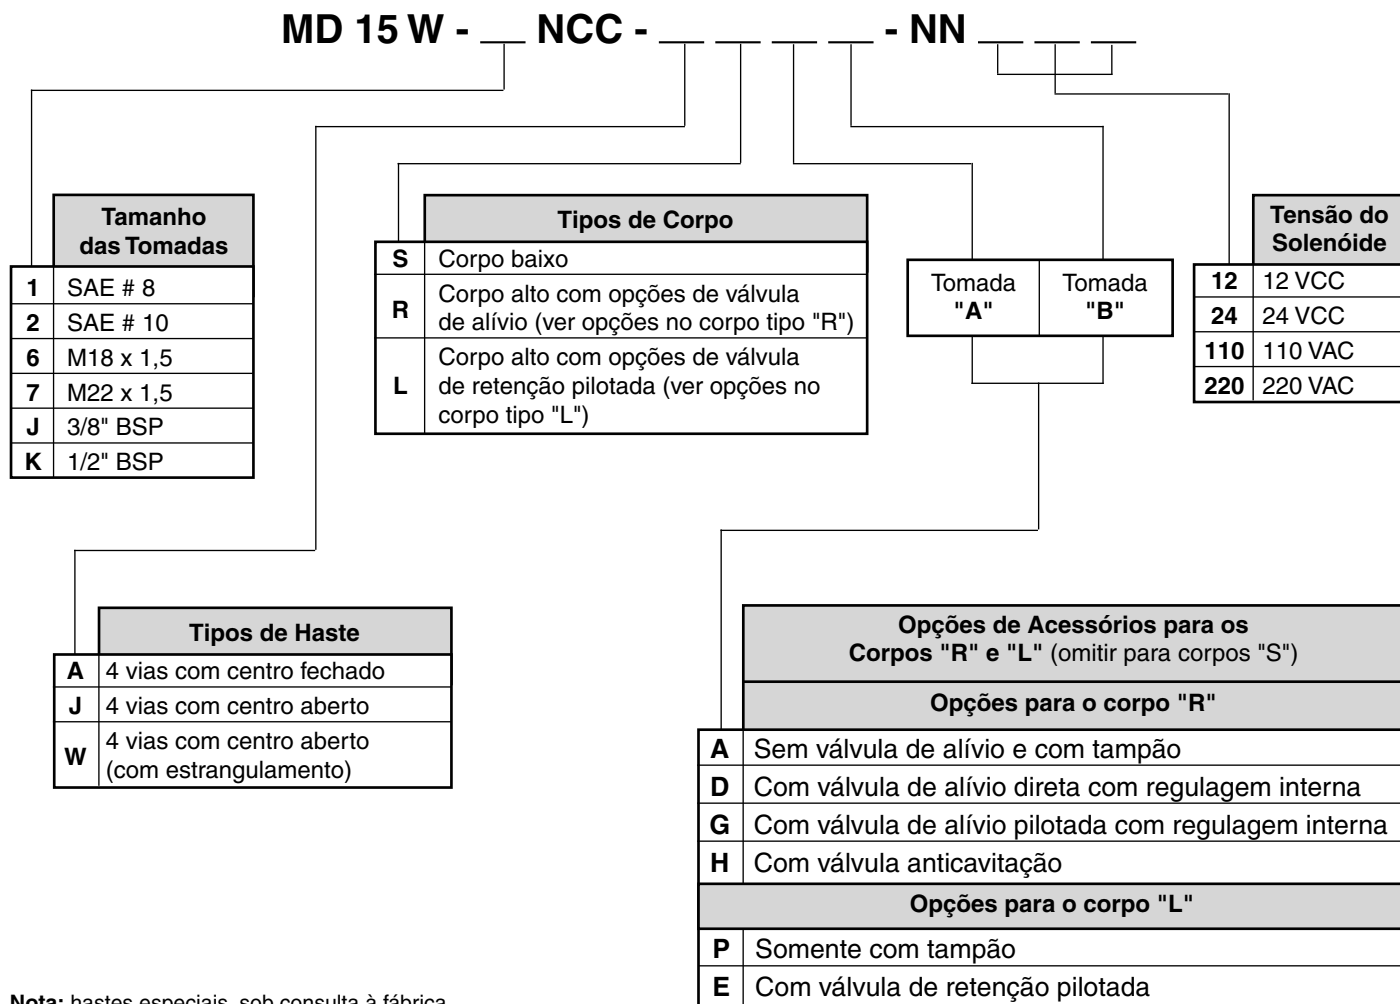 MD 15 W - __ NCC - __ __ __ __ - NN __ __ __
Tamanho
das Tomadas
1 SAE # 8
2 SAE # 10
6 M18 x 1,5
7 M22 x 1,5
J 3/8" BSP
K 1/2" BSP
Tipos de Corpo
S Corpo baixo
R Corpo alto com opções de válvula
de alívio (ver opções no corpo tipo "R")
L Corpo alto com opções de válvula
de retenção pilotada (ver opções no
corpo tipo "L")
Tomada
"A"
Tomada
"B"
Tensão do
Solenóide
12 12 VCC
24 24 VCC
110 110 VAC
220 220 VAC
Tipos de Haste
A 4 vias com centro fechado
J 4 vias com centro aberto
W 4 vias com centro aberto
(com estrangulamento)
Opções de Acessórios para os
Corpos "R" e "L" (omitir para corpos "S")
Opções para o corpo "R"
A Sem válvula de alívio e com tampão
D Com válvula de alívio direta com regulagem interna
G Com válvula de alívio pilotada com regulagem interna
H Com válvula anticavitação
Opções para o corpo "L"
P Somente com tampão
E Com válvula de retenção pilotada
Nota: hastes especiais, sob consulta à fábrica